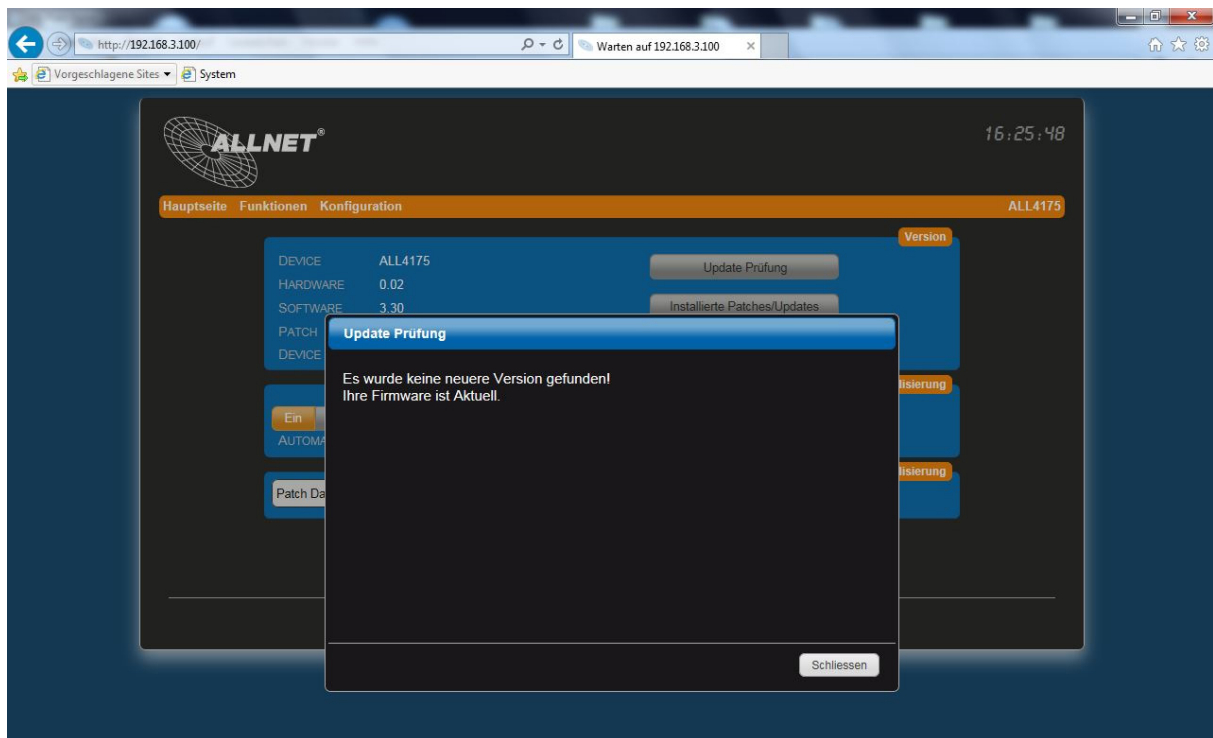 http://192.168.3.100/
Warten auf 192.168.3.100
Vorgeschlagene Sites
System
ALLNET®
16:25:48
Hauptseite Funktionen Konfiguration ALL4175
Version
DEVICE ALL4175
Update Prüfung
HARDWARE 0.02
SOFTWARE 3.30
Installierte Patches/Updates
PATCH
DEVICE
Update Prüfung
Es wurde keine neuere Version gefunden!
Ihre Firmware ist Aktuell.
lisierung
Ein
AUTOMA
lisierung
Patch Da
Schliessen